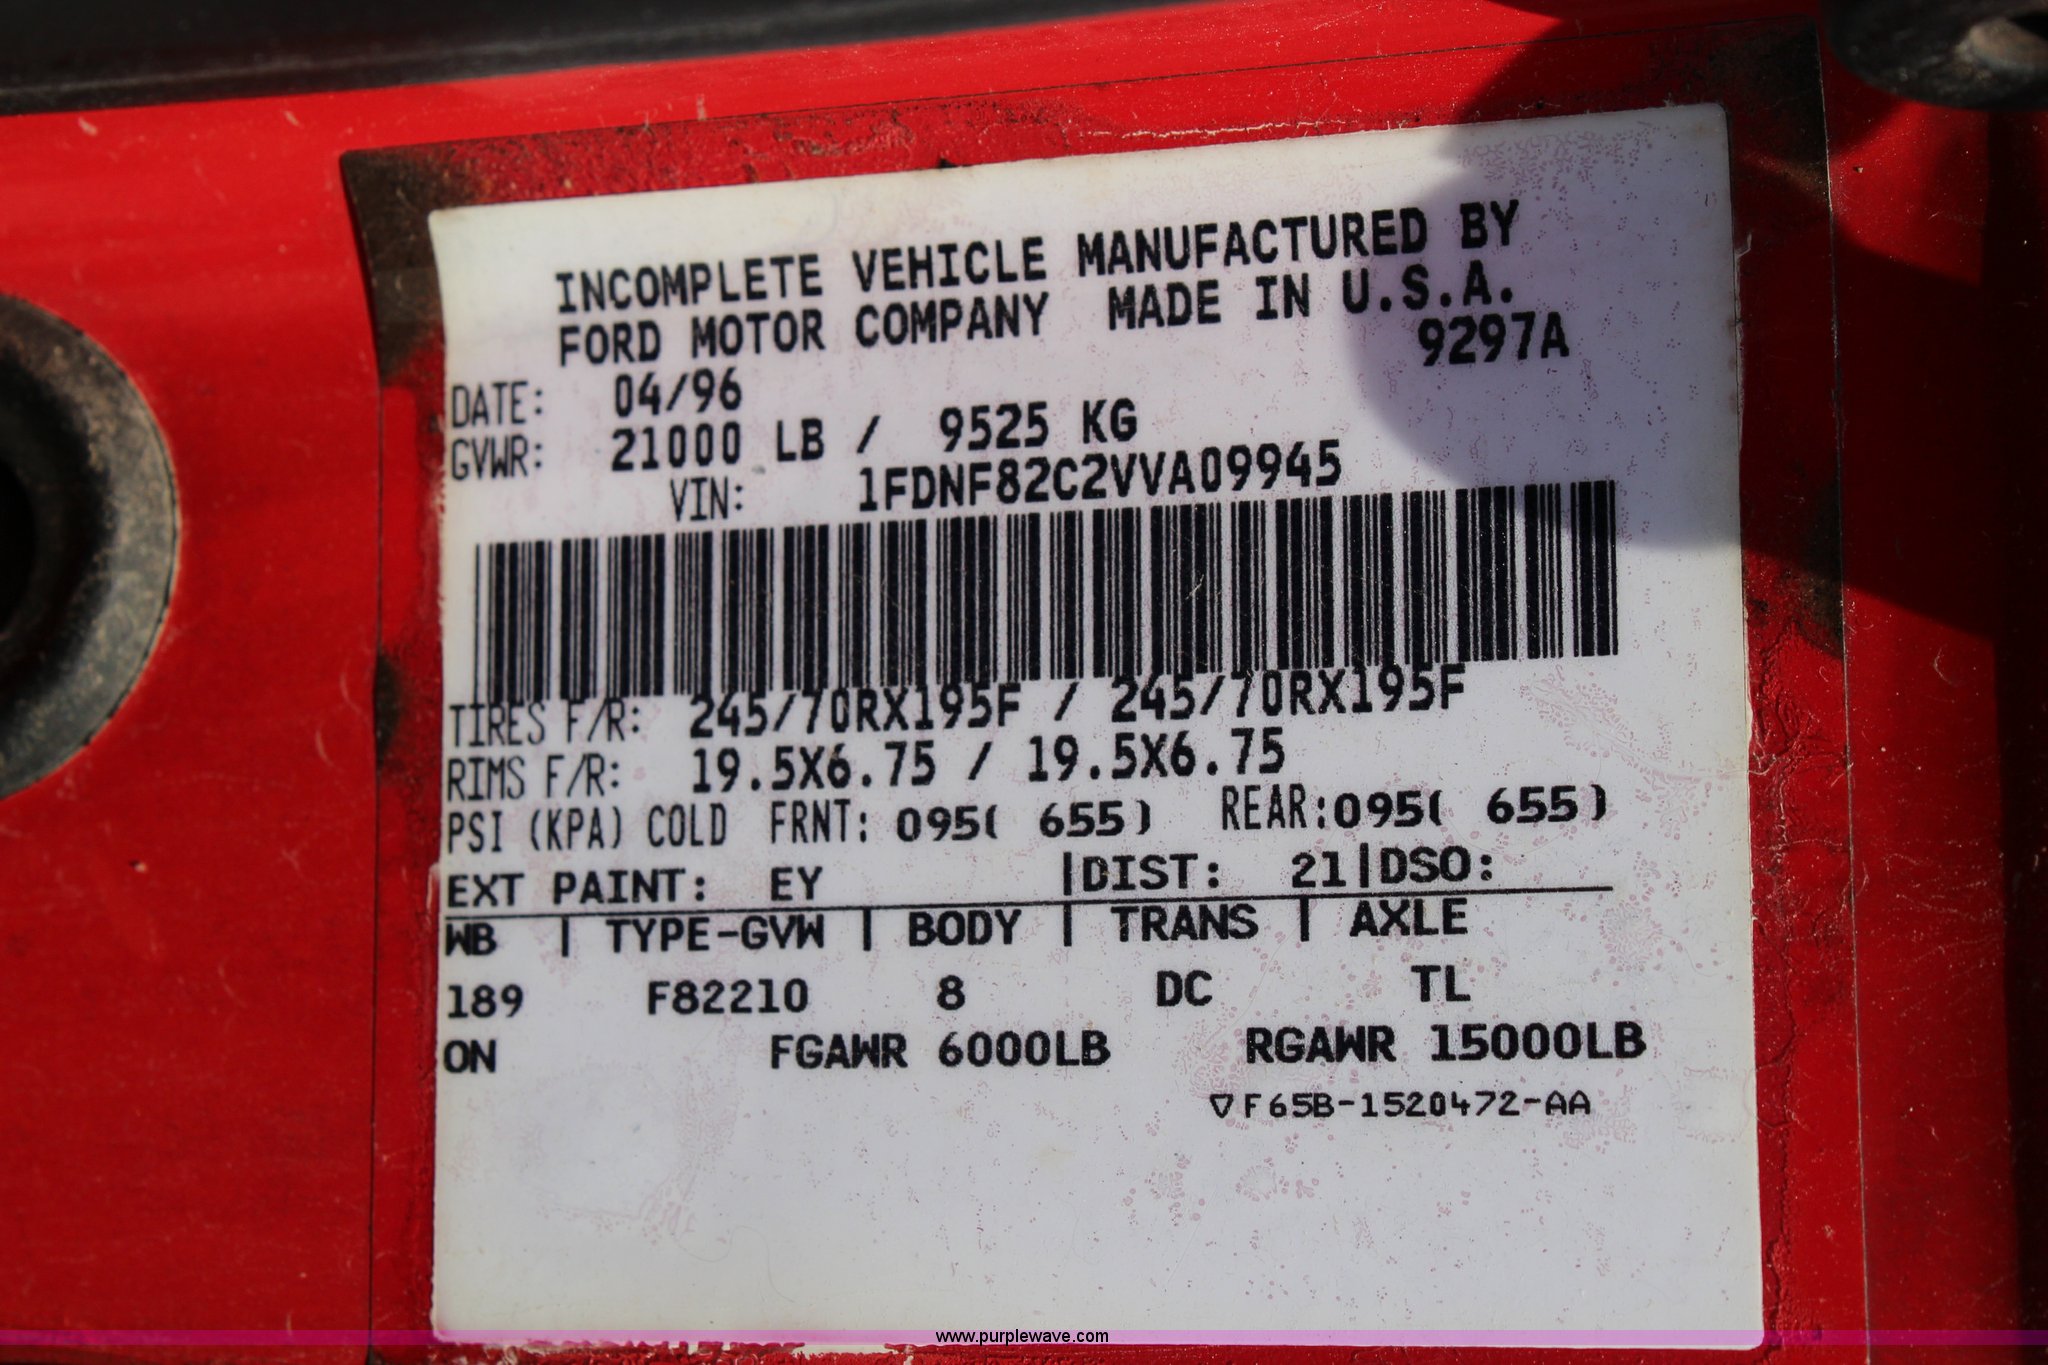 INCOMPLETE VEHICLE MANUFACTURED BY
FORD MOTOR COMPANY MADE IN U.S.A.
9297A
DATE: 04/96
GVWR: 21000 LB / 9525 KG
VIN: 1FDNF82C2VVA09945
TIRES F/R: 245/70RX195F / 245/70RX195F
RIMS F/R: 19.5X6.75 / 19.5X6.75
PSI (KPA) COLD FRNT: 095( 655) REAR:095( 655)
EXT PAINT: EY |DIST: 21|DSO:
WB | TYPE-GVW | BODY | TRANS | AXLE
189 F82210 8 DC TL
ON FGAWR 6000LB RGAWR 15000LB
▽F65B-1520472-AA
www.purplewave.com